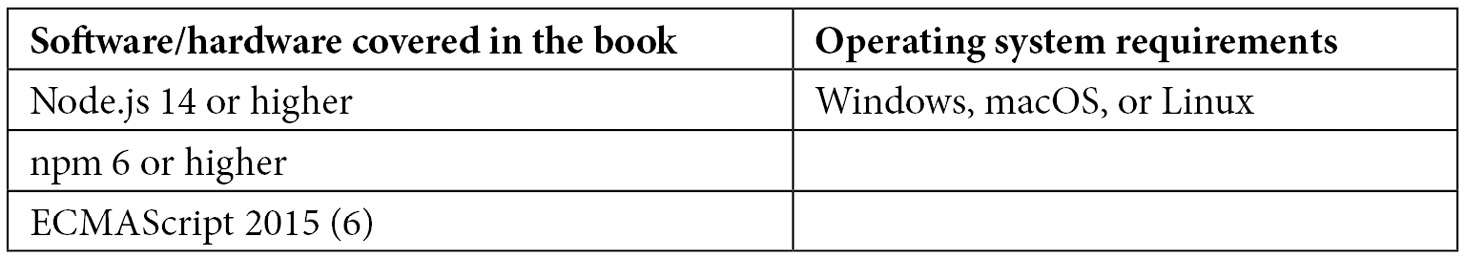 Software/hardware covered in the book Operating system requirements
Node.js 14 or higher Windows, macOS, or Linux
npm 6 or higher
ECMAScript 2015 (6)